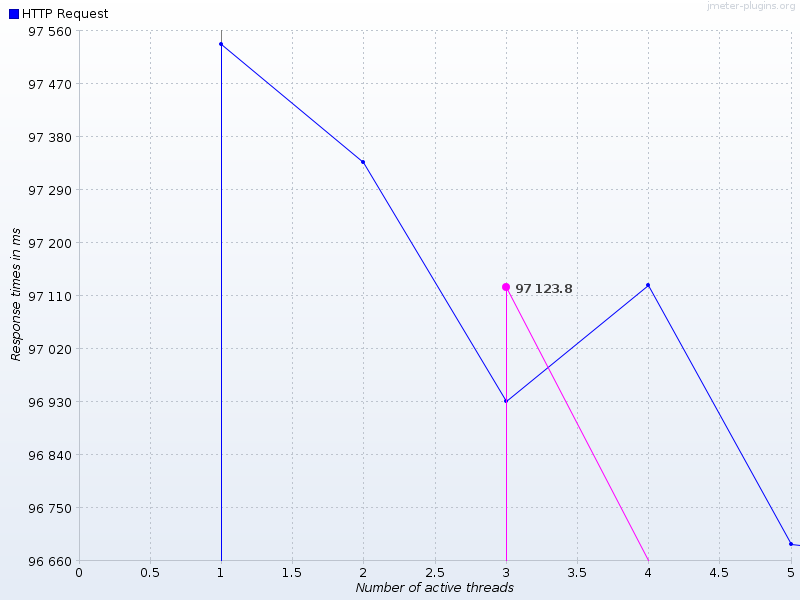 jmeter-plugins.org
HTTP Request
97 560
97 470
97 380
97 290
97 200
97 110
97 020
96 930
96 840
96 750
96 660
Response times in ms
97 123.8
0 0.5 1 1.5 2 2.5 3 3.5 4 4.5 5
Number of active threads